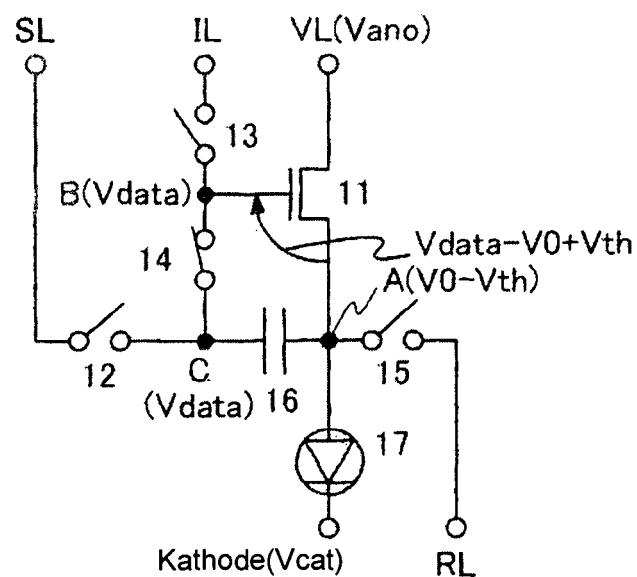 SL
IL
VL(Vano)
13
B(Vdata)
11
14
Vdata-V0+Vth
A(V0-Vth)
12
C
(Vdata)
16
15
17
Kathode(Vcat)
RL